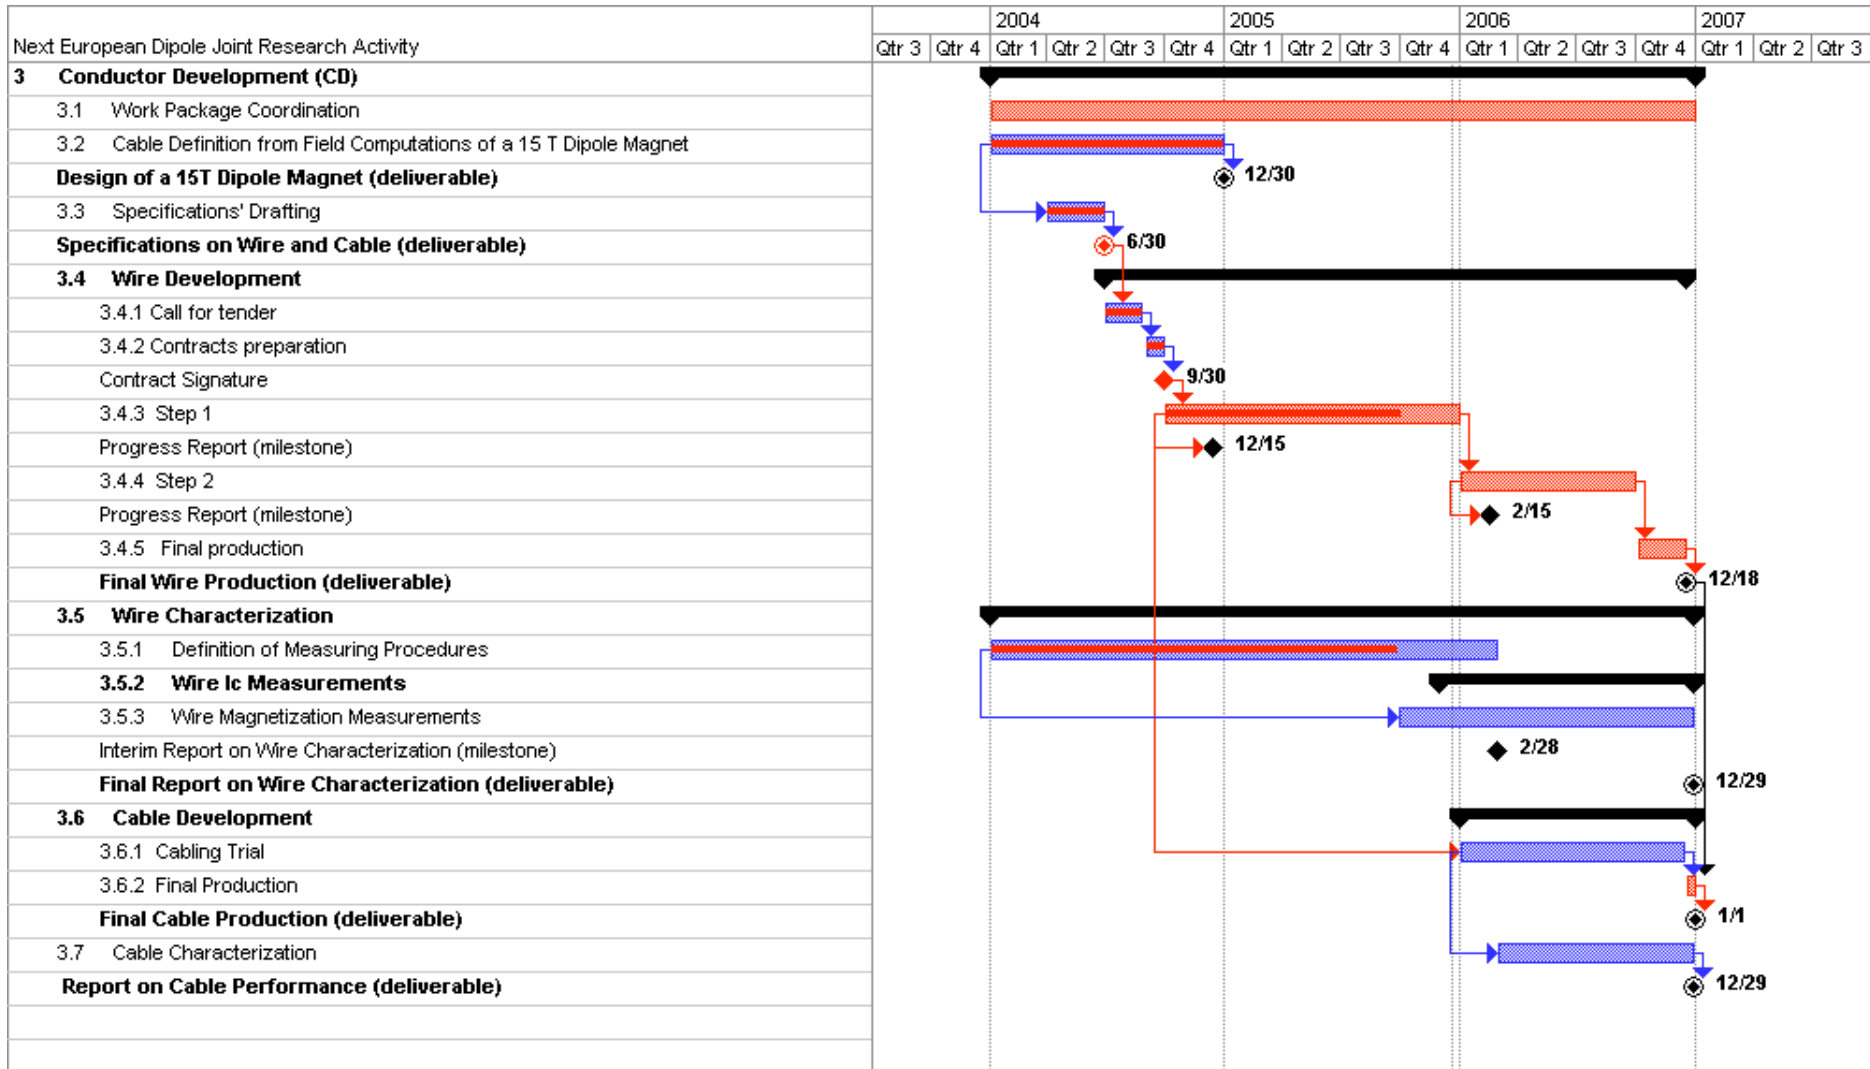 2004 2005 2006 2007
Next European Dipole Joint Research Activity Qtr 3 Qtr 4 Qtr 1 Qtr 2 Qtr 3 Qtr 4 Qtr 1 Qtr 2 Qtr 3 Qtr 4 Qtr 1 Qtr 2 Qtr 3 Qtr 4 Qtr 1 Qtr 2 Qtr 3
3 Conductor Development (CD)
3.1 Work Package Coordination
3.2 Cable Definition from Field Computations of a 15 T Dipole Magnet
Design of a 15T Dipole Magnet (deliverable) 12/30
3.3 Specifications' Drafting
Specifications on Wire and Cable (deliverable) 6/30
3.4 Wire Development
3.4.1 Call for tender
3.4.2 Contracts preparation
Contract Signature 9/30
3.4.3 Step 1
Progress Report (milestone) 12/15
3.4.4 Step 2
Progress Report (milestone) 2/15
3.4.5 Final production
Final Wire Production (deliverable) 12/18
3.5 Wire Characterization
3.5.1 Definition of Measuring Procedures
3.5.2 Wire Ic Measurements
3.5.3 Wire Magnetization Measurements
Interim Report on Wire Characterization (milestone) 2/28
Final Report on Wire Characterization (deliverable) 12/29
3.6 Cable Development
3.6.1 Cabling Trial
3.6.2 Final Production
Final Cable Production (deliverable) 1/1
3.7 Cable Characterization
Report on Cable Performance (deliverable) 12/29